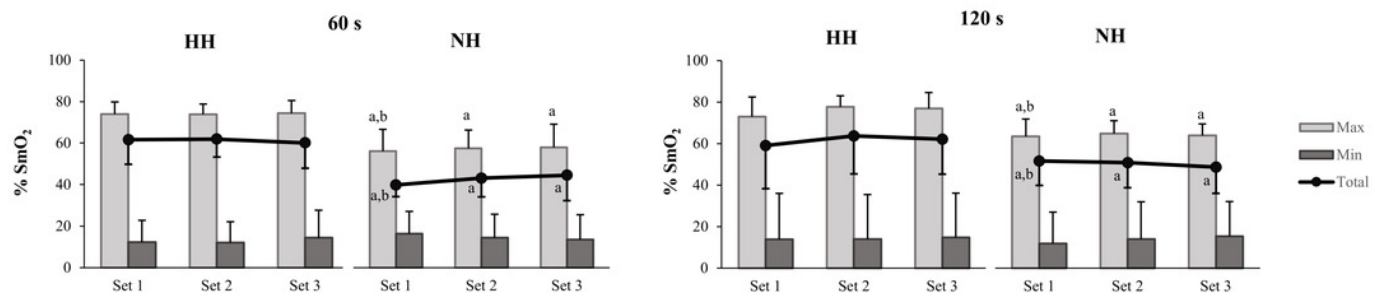 60 s
HH
NH
% SmO₂
100
80
60
40
20
0
a,b
a
a
a,b
a
a
Set 1
Set 2
Set 3
Set 1
Set 2
Set 3
120 s
HH
NH
% SmO₂
100
80
60
40
20
0
a,b
a
a
a,b
a
a
Set 1
Set 2
Set 3
Set 1
Set 2
Set 3
Max
Min
Total